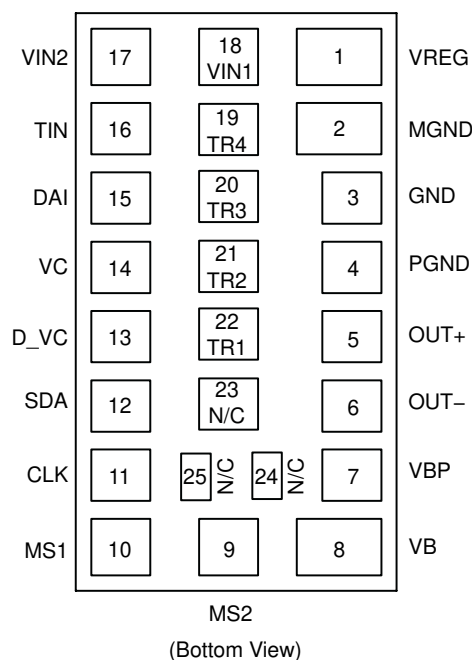 VIN2 17 18 1 VREG
VIN1
TIN 16 19 2 MGND
TR4
DAI 15 20 3 GND
TR3
VC 14 21 4 PGND
TR2
D_VC 13 22 5 OUT+
TR1
SDA 12 23 6 OUT−
N/C
CLK 11 25 N/C 24 N/C 7 VBP
MS1 10 9 8 VB
MS2
(Bottom View)